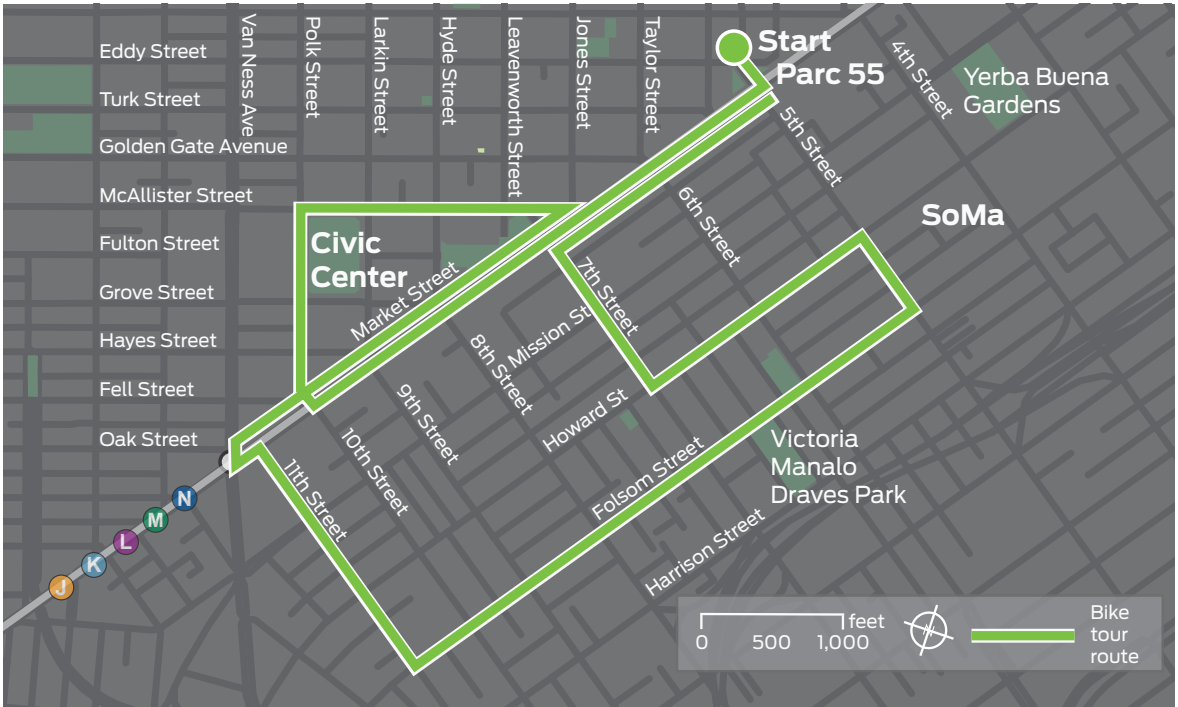 Eddy Street
Turk Street
Golden Gate Avenue
McAllister Street
Fulton Street
Grove Street
Hayes Street
Fell Street
Oak Street
Van Ness Ave
Polk Street
Larkin Street
Hyde Street
Leavenworth Street
Jones Street
Taylor Street
Start
Parc 55
4th Street
Yerba Buena
Gardens
5th Street
6th Street
SoMa
Civic
Center
Market Street
7th Street
Mission St
8th Street
9th Street
Howard St
10th Street
11th Street
Folsom Street
Victoria
Manalo
Draves Park
Harrison Street
N
M
L
K
J
feet
0 500 1,000
Bike
tour
route